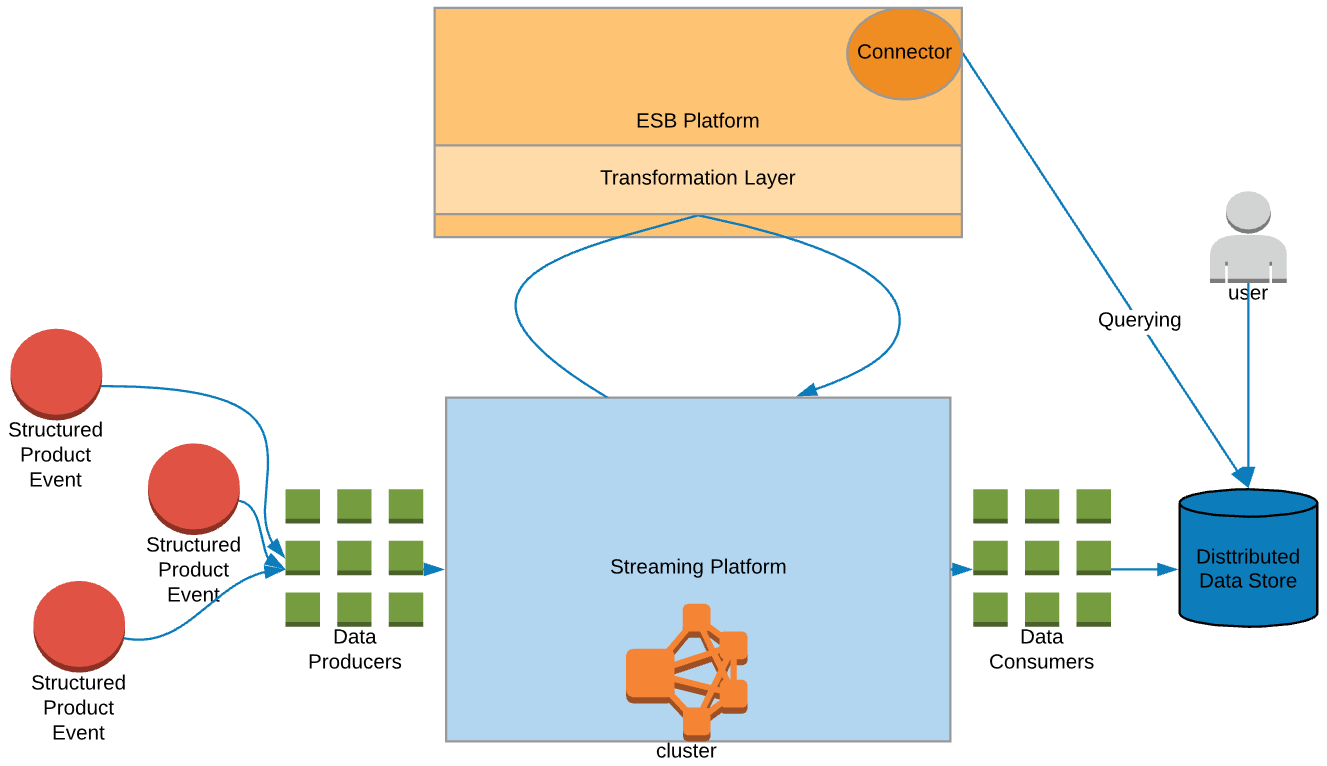 Connector
ESB Platform
Transformation Layer
user
Querying
Structured
Product
Event
Structured
Product
Event
Structured
Product
Event
Data
Producers
Streaming Platform
cluster
Data
Consumers
Disttributed
Data Store